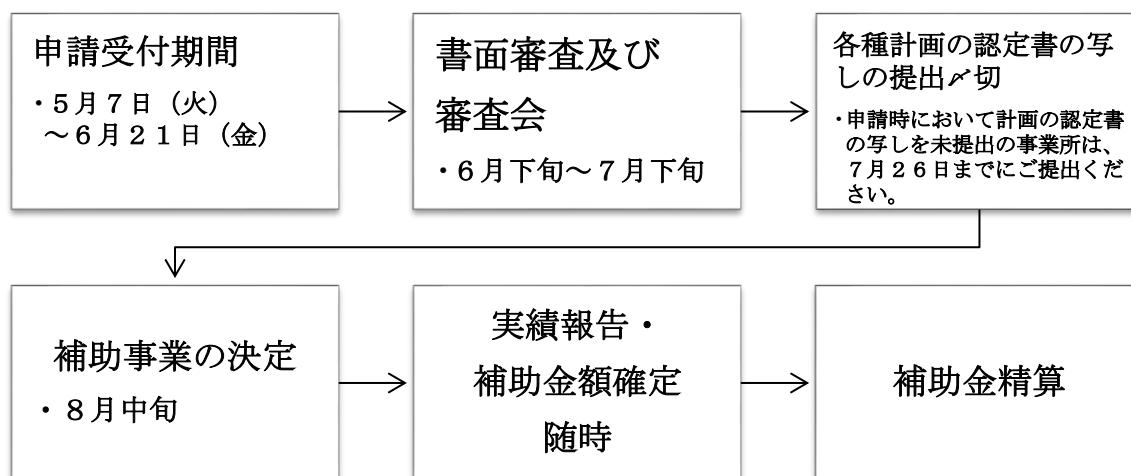 申請受付期間
・５月７日（火）
～６月２１日（金）
書面審査及び
審査会
・６月下旬～７月下旬
各種計画の認定書の写
しの提出〆切
・申請時において計画の認定書
の写しを未提出の事業所は、
７月２６日までにご提出くだ
さい。
補助事業の決定
・８月中旬
実績報告・
補助金額確定
随時
補助金精算